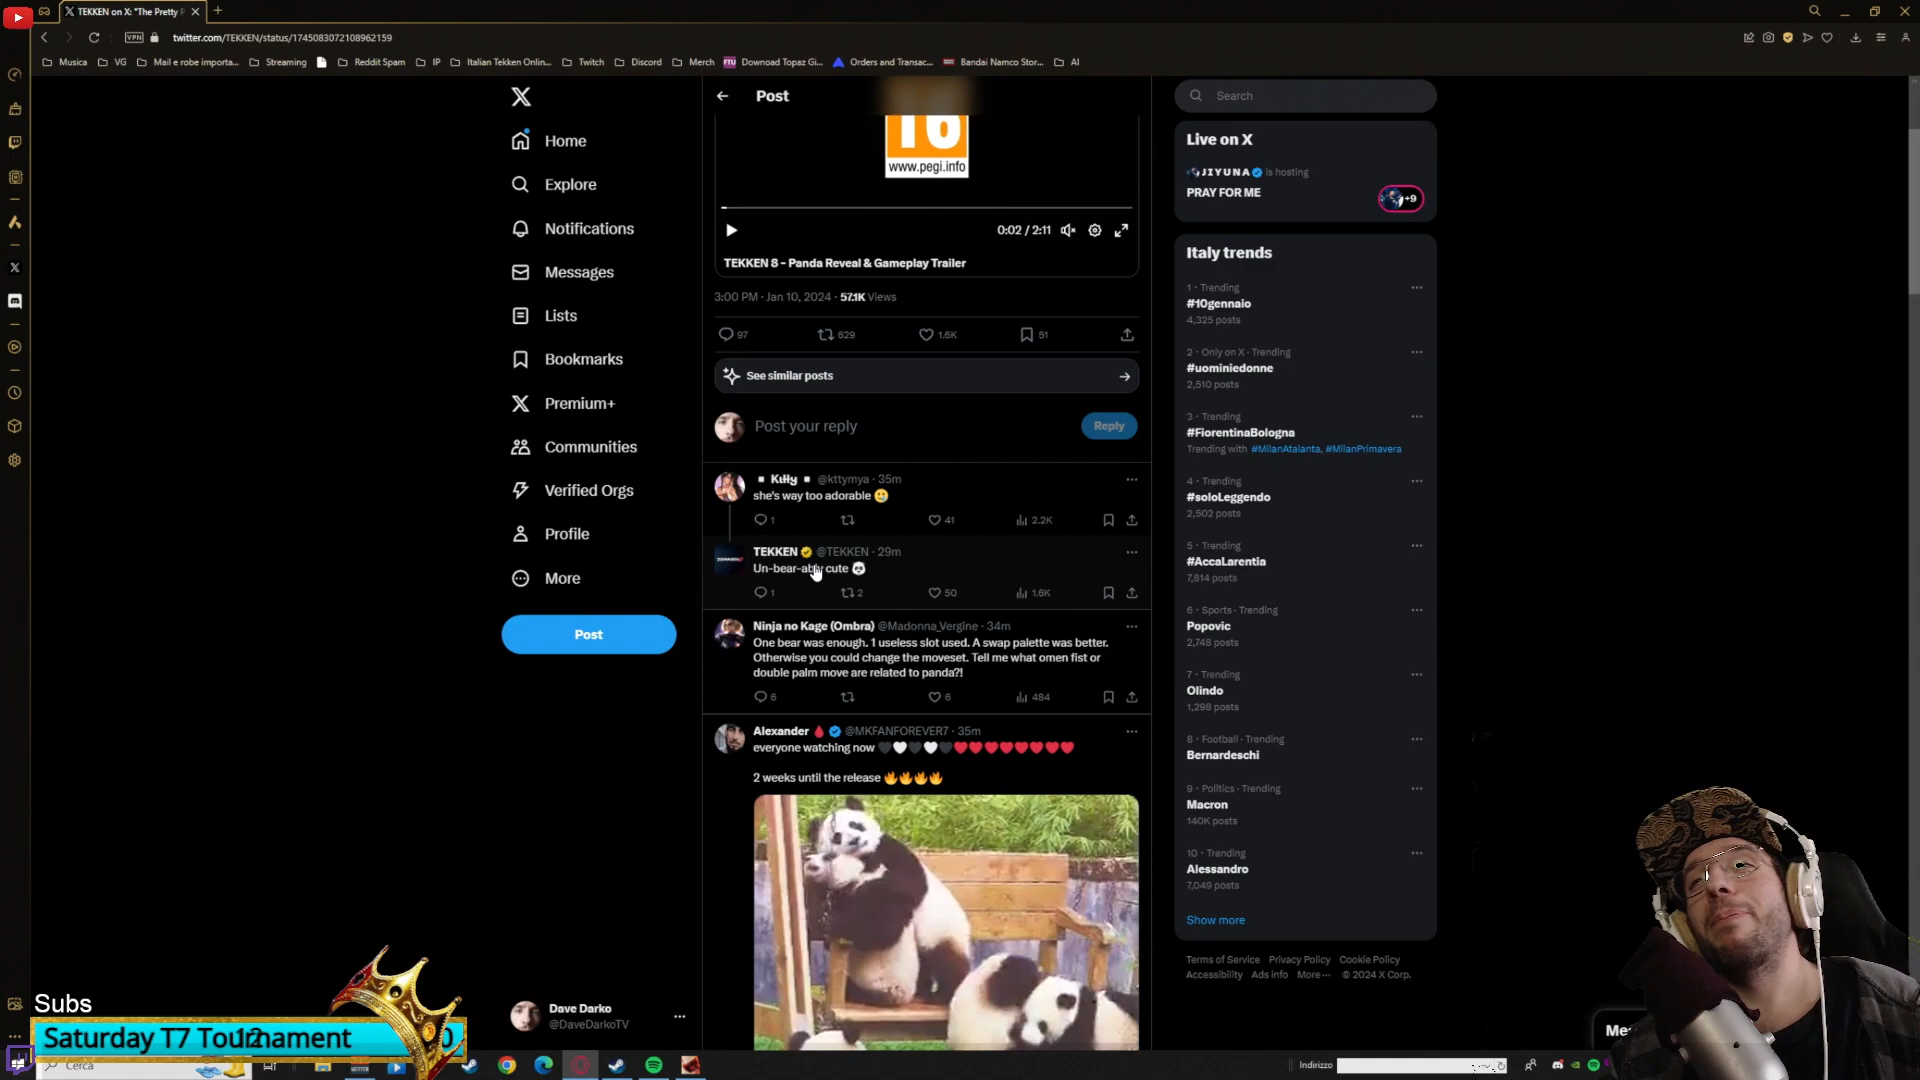 TEKKEN on X: "The Pretty P
VPN
twitter.com/TEKKEN/status/1745083072108962159
Musica
VG
Mail e robe importa...
Streaming
Reddit Spam
IP
Italian Tekken Onlin...
Twitch
Discord
Merch
FTU
Downoad Topaz Gi...
Orders and Transac...
Bandai Namco Stor...
AI
Home
Explore
Notifications
Messages
Lists
Bookmarks
Premium+
Communities
Verified Orgs
Profile
More
Post
Dave Darko
@DaveDarkoTV
Post
16
www.pegi.info
0:02 / 2:11
TEKKEN 8 - Panda Reveal & Gameplay Trailer
3:00 PM · Jan 10, 2024 · 57.1K Views
97
629
1.6K
51
See similar posts
Post your reply
Reply
Kitty @kttymya · 35m
she's way too adorable
1
41
2.2K
TEKKEN @TEKKEN · 29m
Un-bear-ably cute
1
2
50
1.6K
Ninja no Kage (Ombra) @Madonna_Vergine · 34m
One bear was enough. 1 useless slot used. A swap palette was better.
Otherwise you could change the moveset. Tell me what omen fist or
double palm move are related to panda?!
6
6
484
Alexander @MKFANFOREVER7 · 35m
everyone watching now
2 weeks until the release
Search
Live on X
JIYUNA is hosting
PRAY FOR ME
+9
Italy trends
1 · Trending
#10gennaio
4,325 posts
2 · Only on X · Trending
#uominiedonne
2,510 posts
3 · Trending
#FiorentinaBologna
Trending with #MilanAtalanta, #MilanPrimavera
4 · Trending
#soloLeggendo
2,502 posts
5 · Trending
#AccaLarentia
7,814 posts
6 · Sports · Trending
Popovic
2,748 posts
7 · Trending
Olindo
1,298 posts
8 · Football · Trending
Bernardeschi
9 · Politics · Trending
Macron
140K posts
10 · Trending
Alessandro
7,049 posts
Show more
Terms of Service Privacy Policy Cookie Policy
Accessibility Ads info More ··· © 2024 X Corp.
Subs
Saturday T7 Tournament
12
0
Cerca
Indirizzo